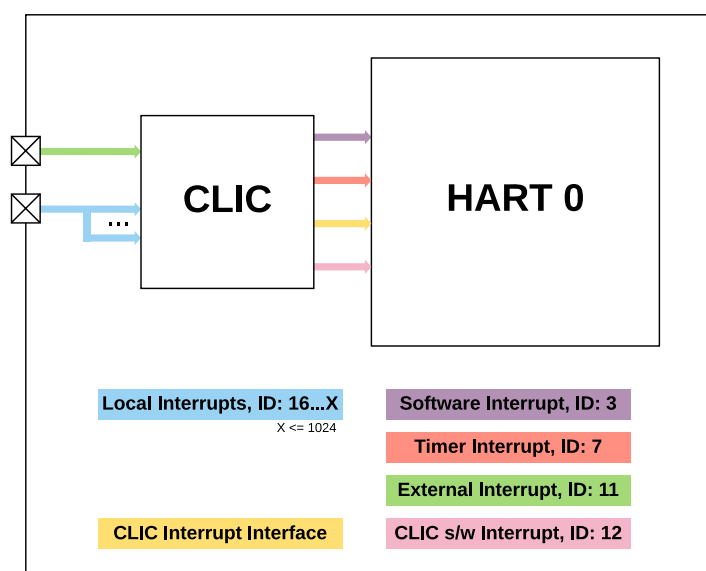 CLIC
HART 0
...
Local Interrupts, ID: 16...X
X <= 1024
Software Interrupt, ID: 3
Timer Interrupt, ID: 7
External Interrupt, ID: 11
CLIC Interrupt Interface
CLIC s/w Interrupt, ID: 12